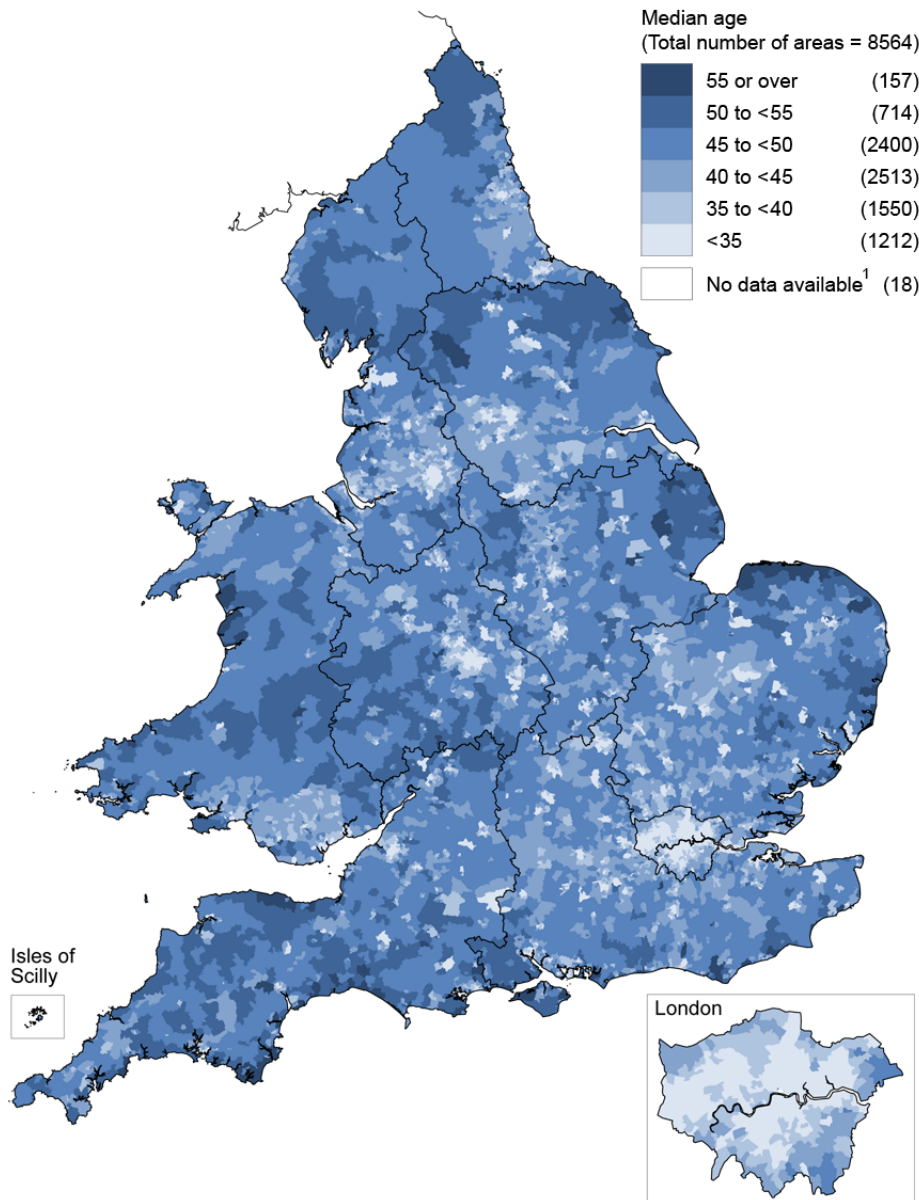 Median age
(Total number of areas = 8564)
55 or over (157)
50 to <55 (714)
45 to <50 (2400)
40 to <45 (2513)
35 to <40 (1550)
<35 (1212)
No data available1 (18)
Isles of
Scilly
London